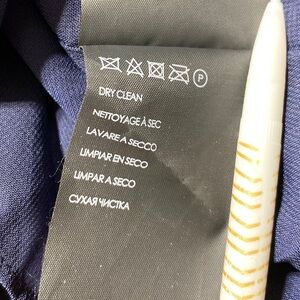 P
DRY CLEAN
NETTOYAGE À SEC
LAVARE A SECCO
LIMPIAR EN SECO
LIMPAR A SECO
СУХАЯ ЧИСТКА